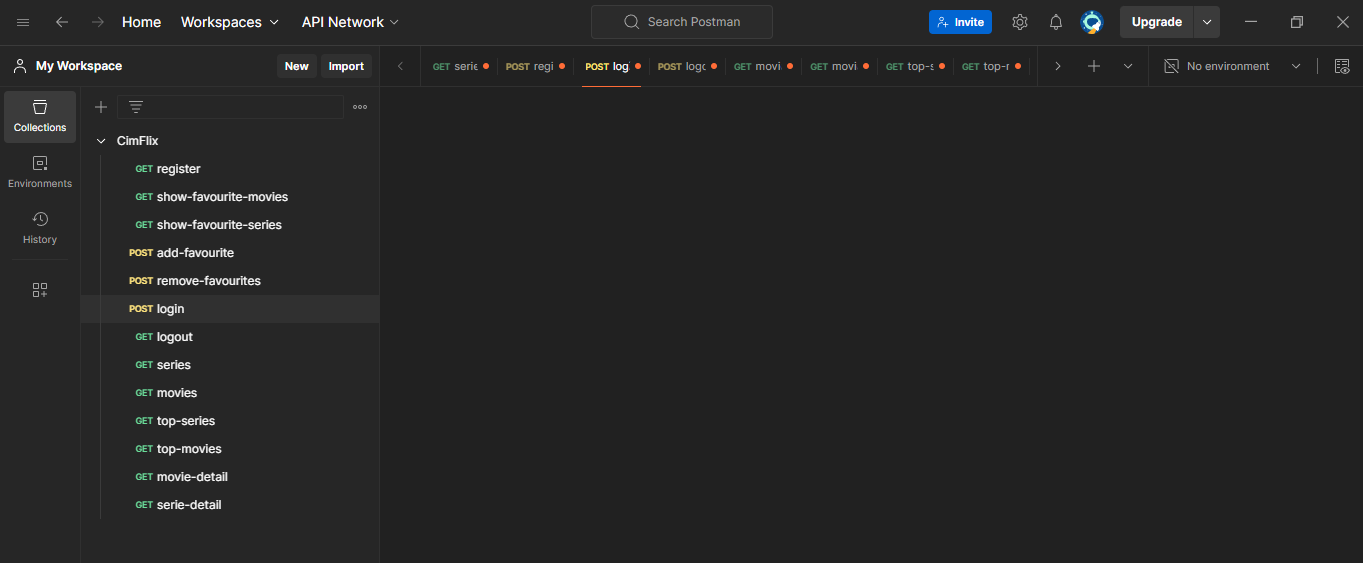 Home Workspaces API Network Search Postman Invite Upgrade
My Workspace New Import GET serie POST regi POST log POST logo GET movi GET movi GET top-s GET top-r No environment
Collections
CimFlix
GET register
Environments
GET show-favourite-movies
GET show-favourite-series
History
POST add-favourite
POST remove-favourites
POST login
GET logout
GET series
GET movies
GET top-series
GET top-movies
GET movie-detail
GET serie-detail